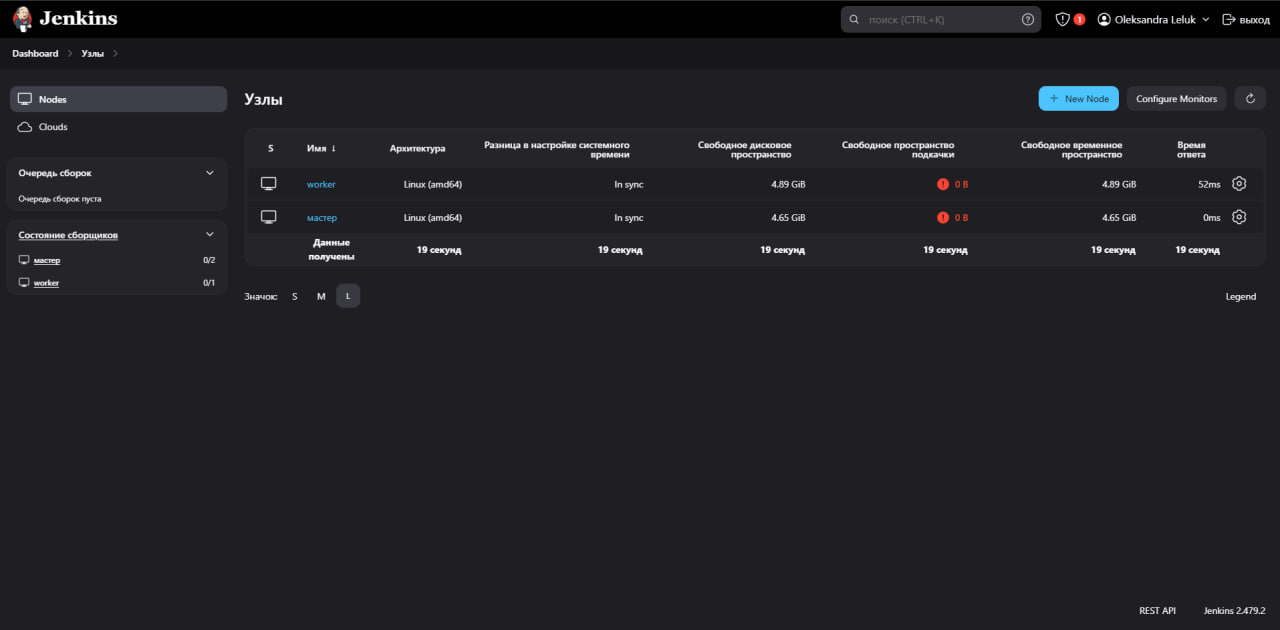 Jenkins
поиск (CTRL+K)
1
Oleksandra Leluk
выход
Dashboard
Узлы
Nodes
Clouds
Очередь сборок
Очередь сборок пуста
Состояние сборщиков
мастер 0/2
worker 0/1
Узлы
+ New Node
Configure Monitors
S Имя ↓ Архитектура Разница в настройке системного времени Свободное дисковое пространство Свободное пространство подкачки Свободное временное пространство Время ответа
worker Linux (amd64) In sync 4.89 GiB 0 B 4.89 GiB 52ms
мастер Linux (amd64) In sync 4.65 GiB 0 B 4.65 GiB 0ms
Данные получены 19 секунд 19 секунд 19 секунд 19 секунд 19 секунд 19 секунд
Значок: S M L
Legend
REST API
Jenkins 2.479.2